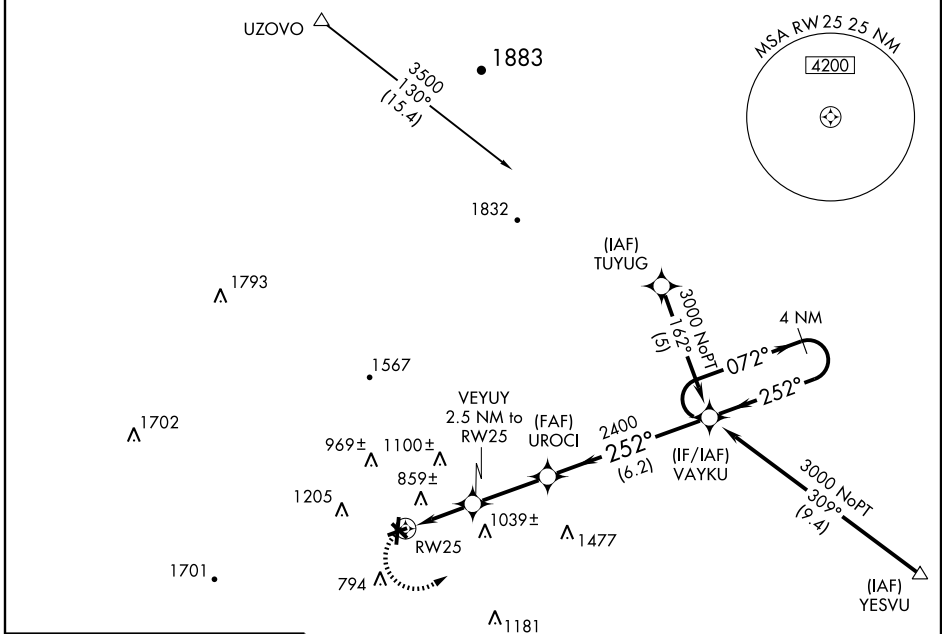 UZOVO
3500
130°
(15.4)
1883
MSA RW25 25 NM
4200
1832
(IAF)
TUYUG
3000 NoPT
162°
(5)
4 NM
072°
252°
1793
1567
VEYUY
2.5 NM to
RW25
(FAF)
UROCI
2400
252°
(6.2)
(IF/IAF)
VAYKU
3000 NoPT
309°
(9.4)
(IAF)
YESVU
1702
969±
1100±
859±
1205
1039±
1477
RW25
1701
794
1181